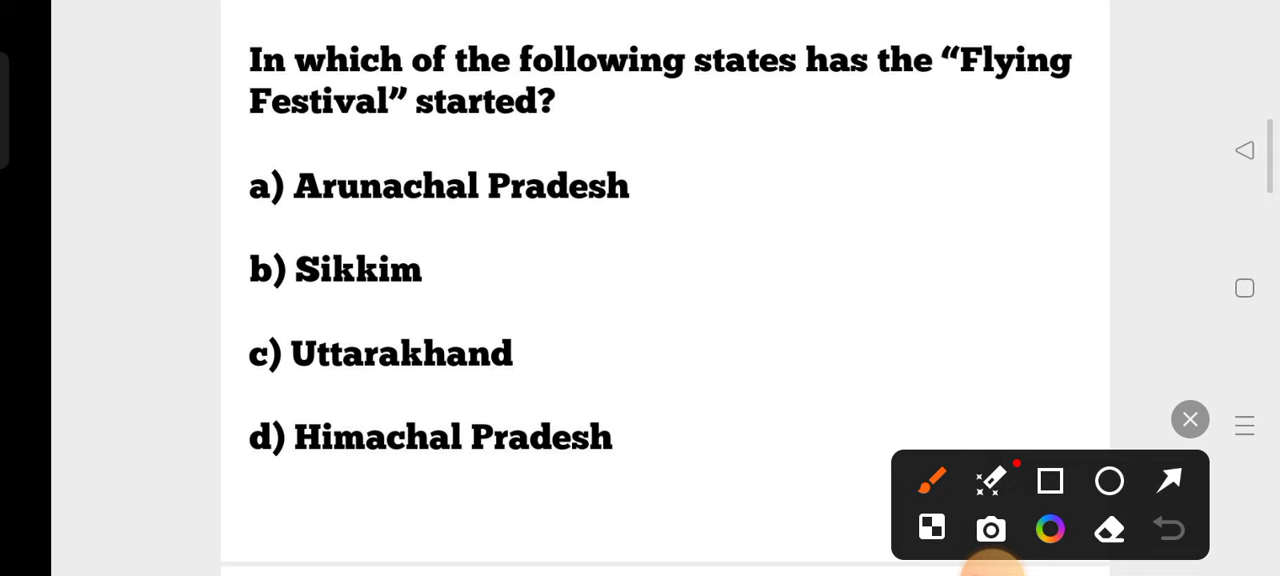 In which of the following states has the “Flying
Festival” started?
a) Arunachal Pradesh
b) Sikkim
c) Uttarakhand
d) Himachal Pradesh